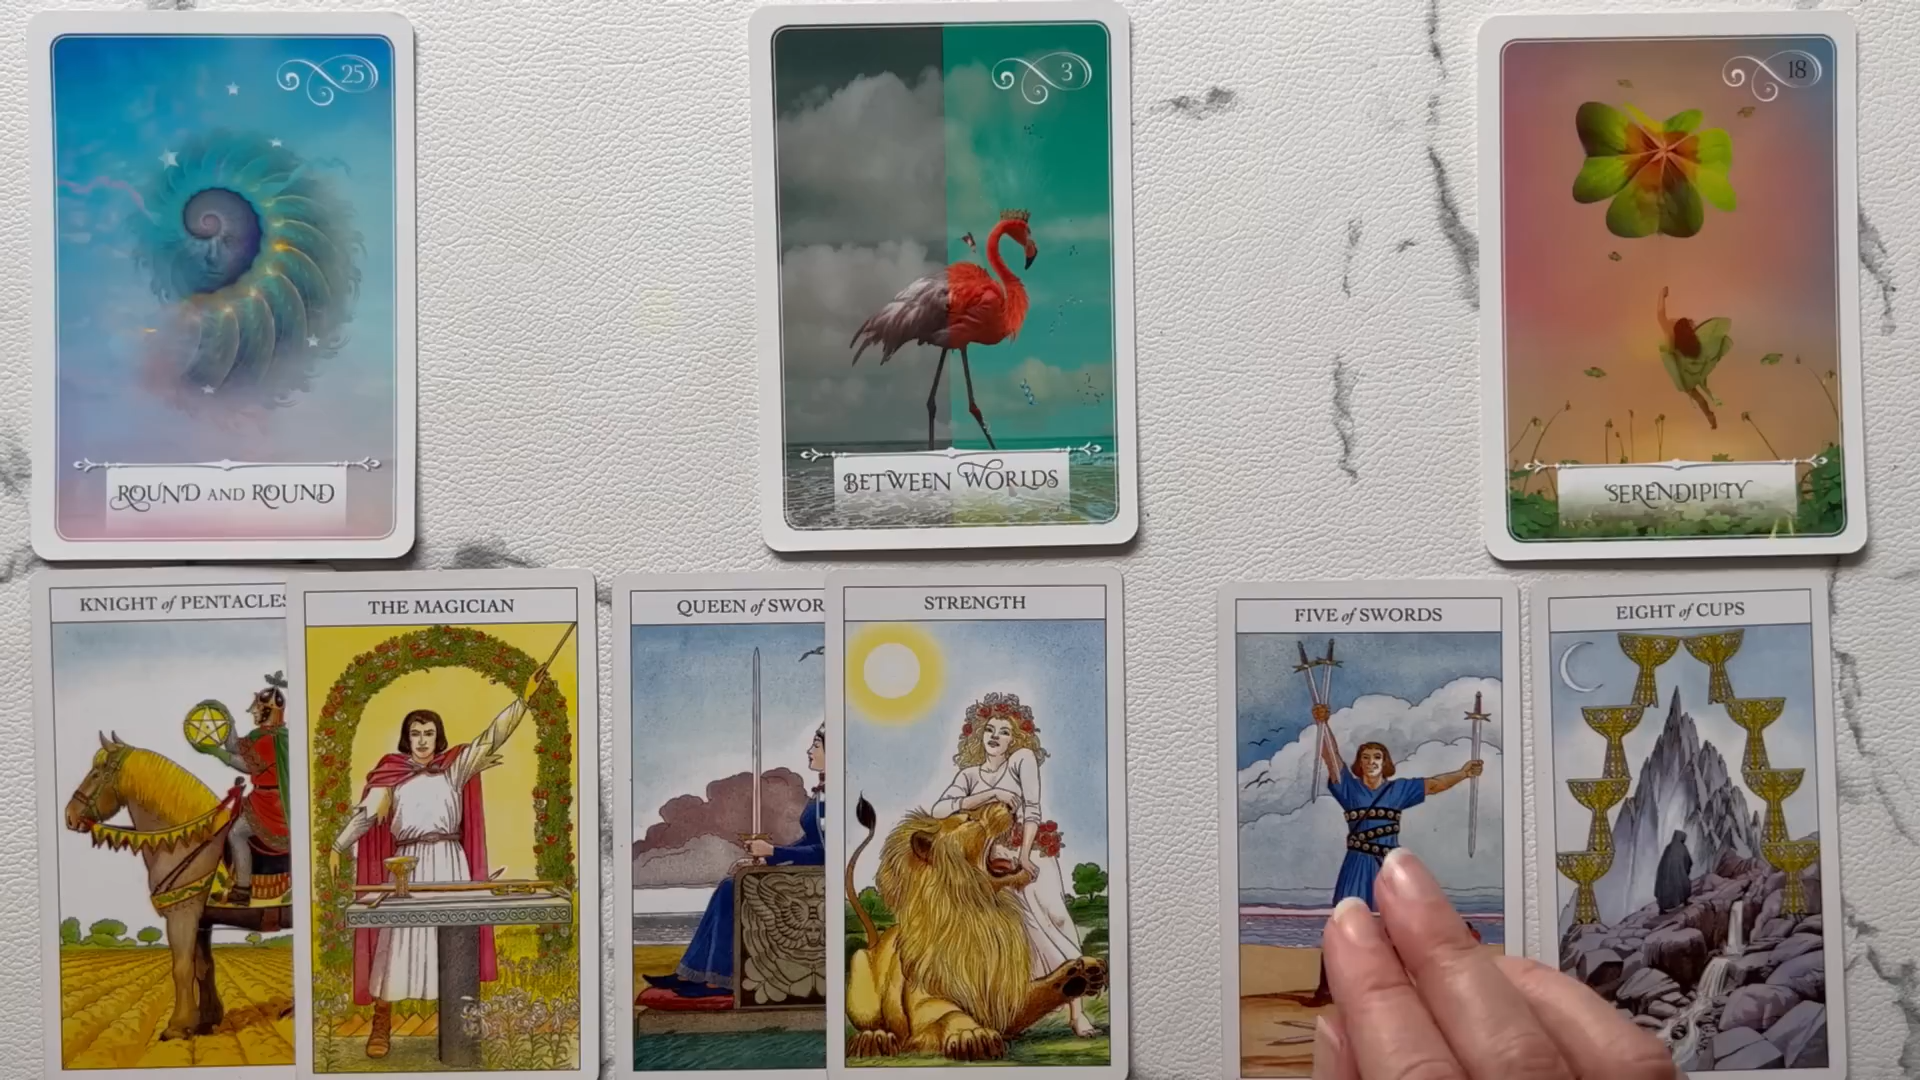 25
ROUND AND ROUND
3
BETWEEN WORLDS
18
SERENDIPITY
KNIGHT of PENTACLES
THE MAGICIAN
QUEEN of SWOR
STRENGTH
FIVE of SWORDS
EIGHT of CUPS